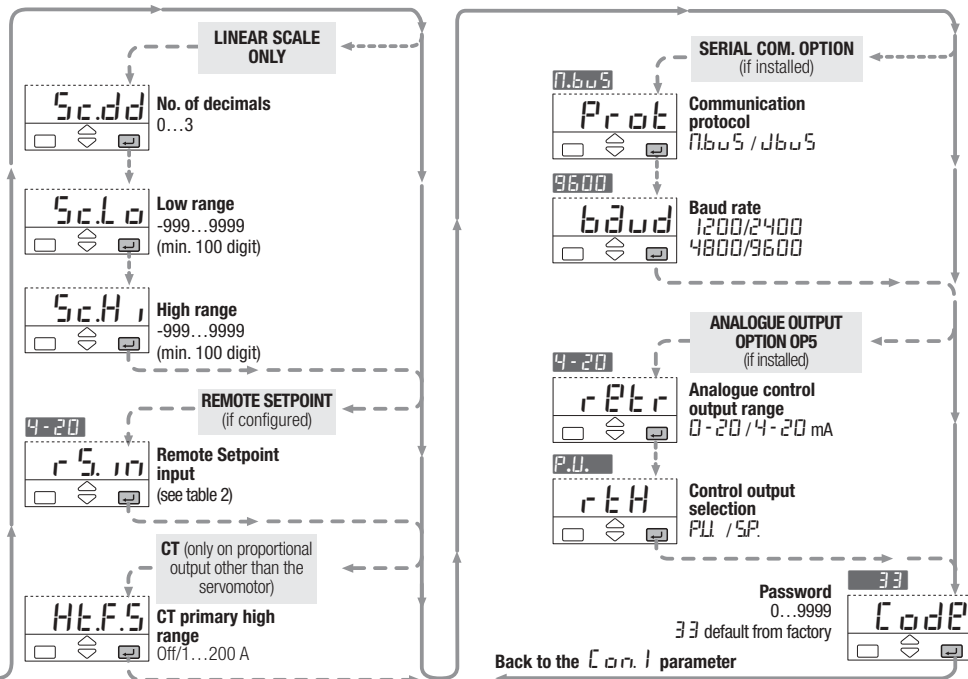 LINEAR SCALE
ONLY
Sc.dd
No. of decimals
0...3
Sc.Lo
Low range
-999...9999
(min. 100 digit)
Sc.Hi
High range
-999...9999
(min. 100 digit)
REMOTE SETPOINT
(if configured)
4-20
rS.in
Remote Setpoint
input
(see table 2)
CT (only on proportional
output other than the
servomotor)
Ht.F.S
CT primary high
range
Off/1...200 A
SERIAL COM. OPTION
(if installed)
M.buS
Prot
Communication
protocol
M.buS / JbuS
9600
baud
Baud rate
1200/2400
4800/9600
ANALOGUE OUTPUT
OPTION OP5
(if installed)
4-20
retr
Analogue control
output range
0-20/4-20 mA
P.V.
rtH
Control output
selection
P.V. / S.P.
33
Code
Password
0...9999
33 default from factory
Back to the Con.1 parameter